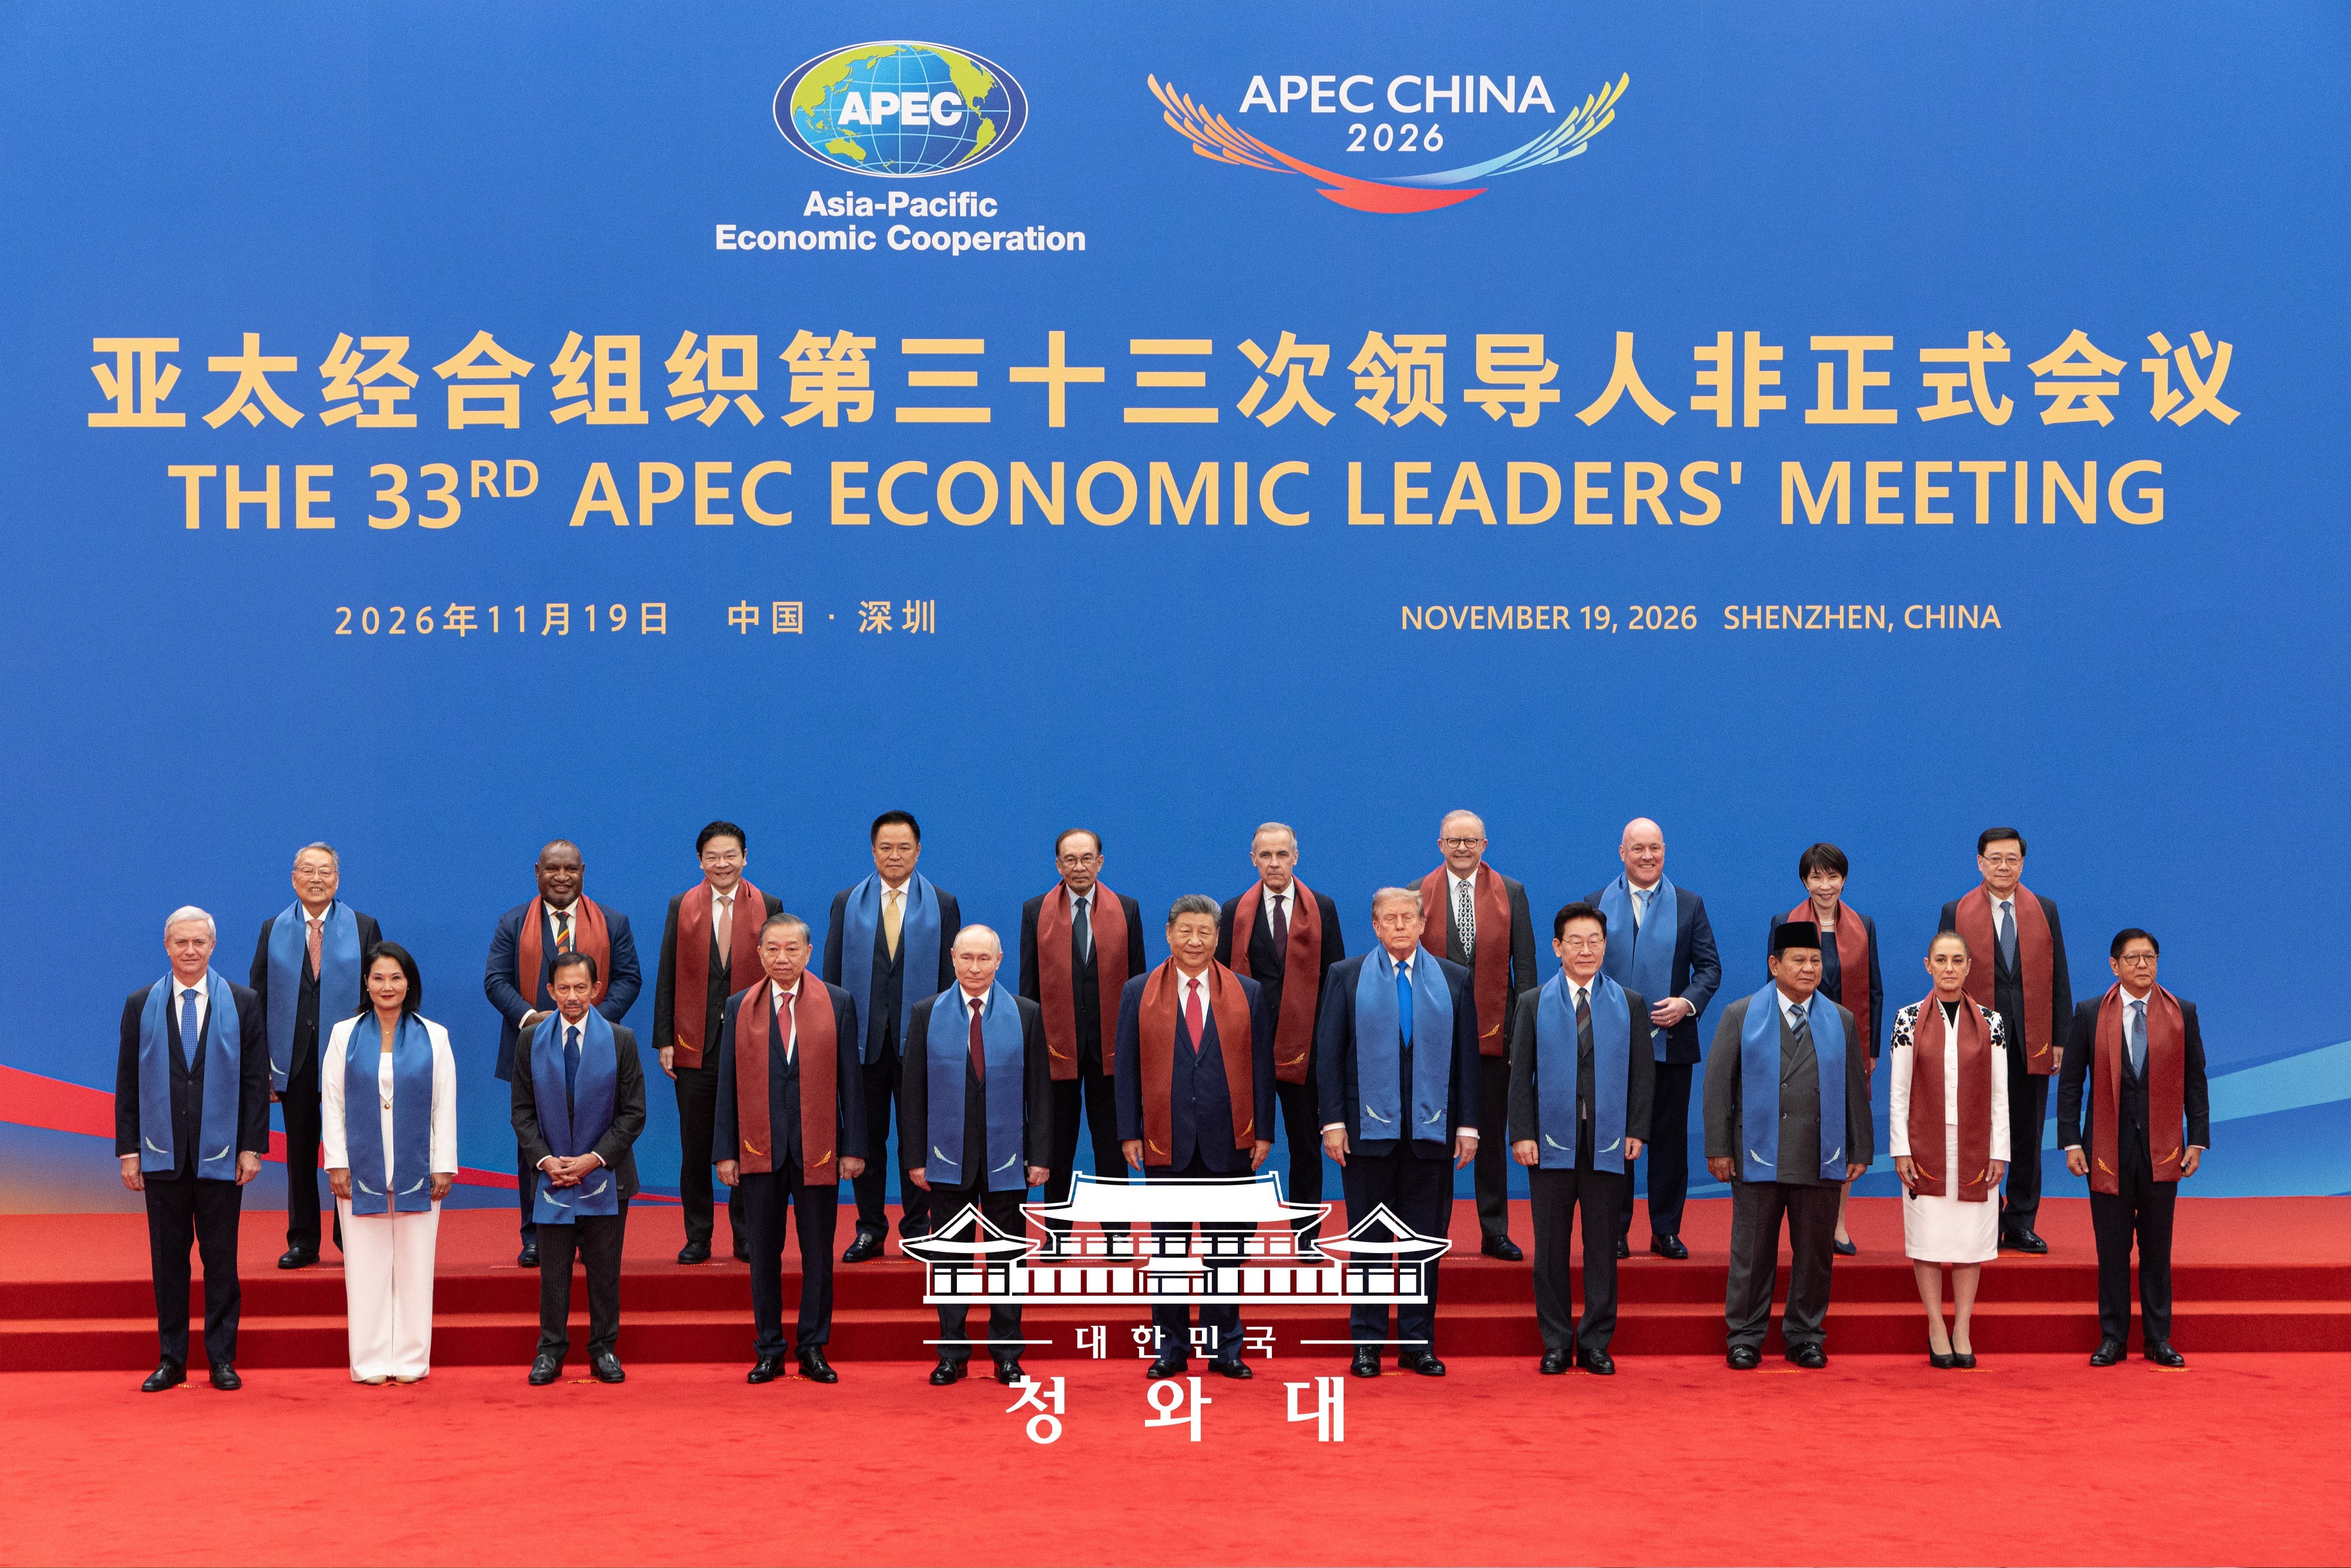 APEC
Asia-Pacific
Economic Cooperation
APEC CHINA
2026
亚太经合组织第三十三次领导人非正式会议
THE 33RD APEC ECONOMIC LEADERS' MEETING
2026年11月19日 中国·深圳
NOVEMBER 19, 2026 SHENZHEN, CHINA
대한민국
청와대